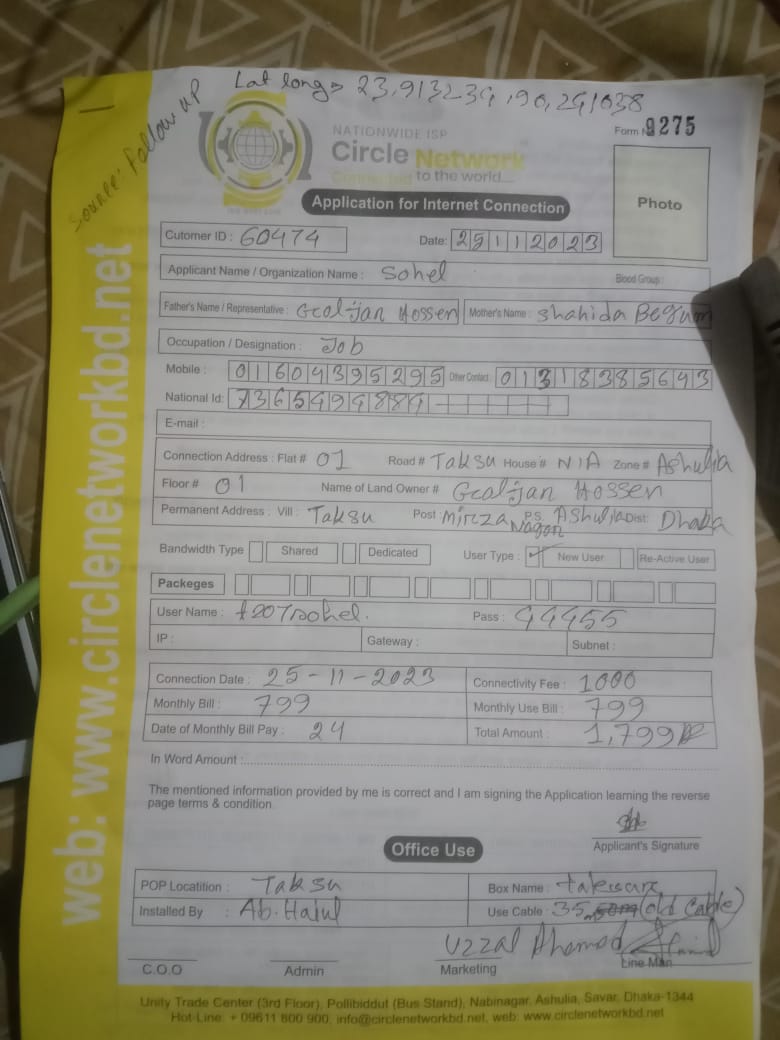 Lat long => 23.913234, 90.241038
Source: Follow up
NATIONWIDE ISP
Form N 9275
Circle Network
Connected to the world...
Application for Internet Connection
Photo
Cutomer ID : 60474
Date: 25112023
Applicant Name / Organization Name : Sohel
Blood Group :
Father's Name / Representative : Goljan Hossen Mother's Name : Shahida Begum
Occupation / Designation : Job
Mobile : 01604395295 Other Contact : 01318385643
National Id: 7365494884
E-mail :
Connection Address : Flat # 01 Road # Taksu House # N/A Zone # Ashulia
Floor # 01 Name of Land Owner # Goljan Hossen
Permanent Address : Vill : Taksu Post : Mirza Nagor P.S. Ashulia Dist: Dhaka
Bandwidth Type Shared Dedicated User Type : ✓ New User Re-Active User
Packeges
User Name : Pass : 44455
IP : Gateway : Subnet :
Connection Date : 25-11-2023 Connectivity Fee : 1000
Monthly Bill : 799 Monthly Use Bill : 799
Date of Monthly Bill Pay : 24 Total Amount : 1,799
In Word Amount :
The mentioned information provided by me is correct and I am signing the Application learning the reverse
page terms & condition.
Applicant's Signature
Office Use
POP Locatition : Taksu Box Name :
Installed By : Ab. Haiul Use Cable : 35m (old Cable)
Uzzal Ahamed
C.O.O Admin Marketing Line Man
Unity Trade Center (3rd Floor), Pollibiddut (Bus Stand), Nabinagar, Ashulia, Savar, Dhaka-1344
Hot-Line: + 09611 800 900, info@circlenetworkbd.net, web: www.circlenetworkbd.net
web: www.circlenetworkbd.net